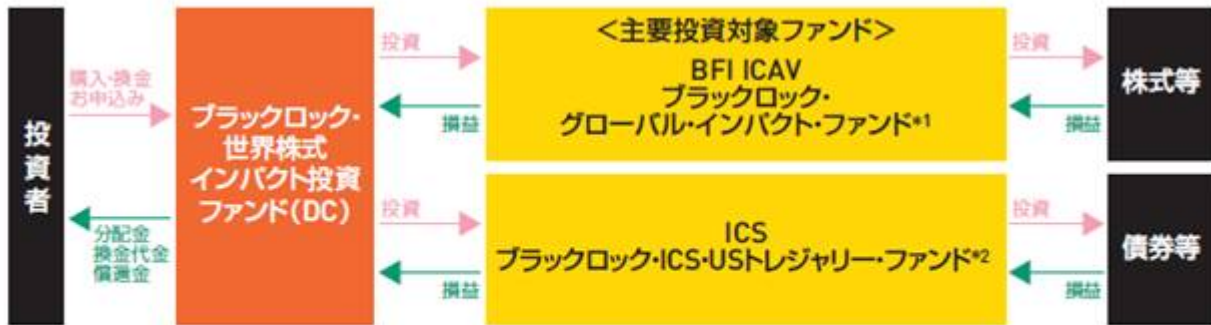 投資者
購入・換金
お申込み
分配金
換金代金
償還金
ブラックロック・
世界株式
インパクト投資
ファンド(DC)
投資
損益
投資
損益
＜主要投資対象ファンド＞
BFI ICAV
ブラックロック・
グローバル・インパクト・ファンド*1
ICS
ブラックロック・ICS・USトレジャリー・ファンド*2
投資
損益
投資
損益
株式等
債券等